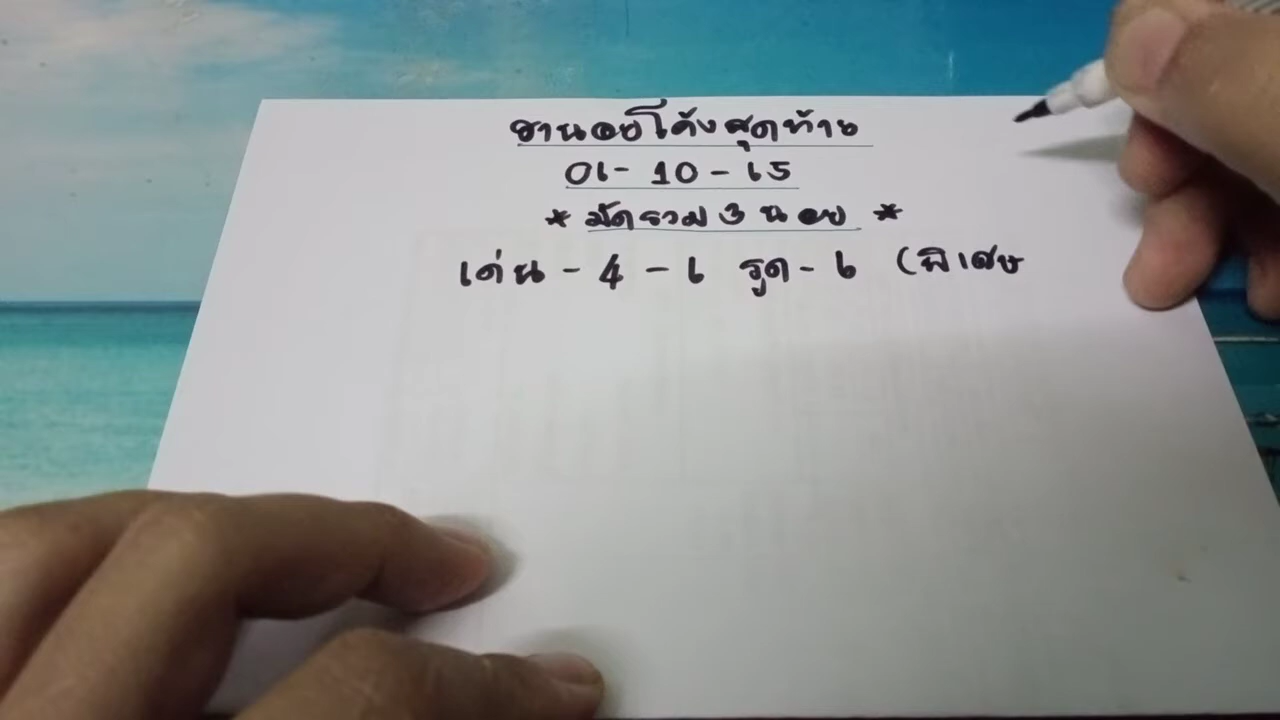 ฮานอยโค้งสุดท้าย
01- 10 - 65
* มัดรวม 3 นอย *
เด่น - 4 - 6 รูด - 6 (พิเศษ